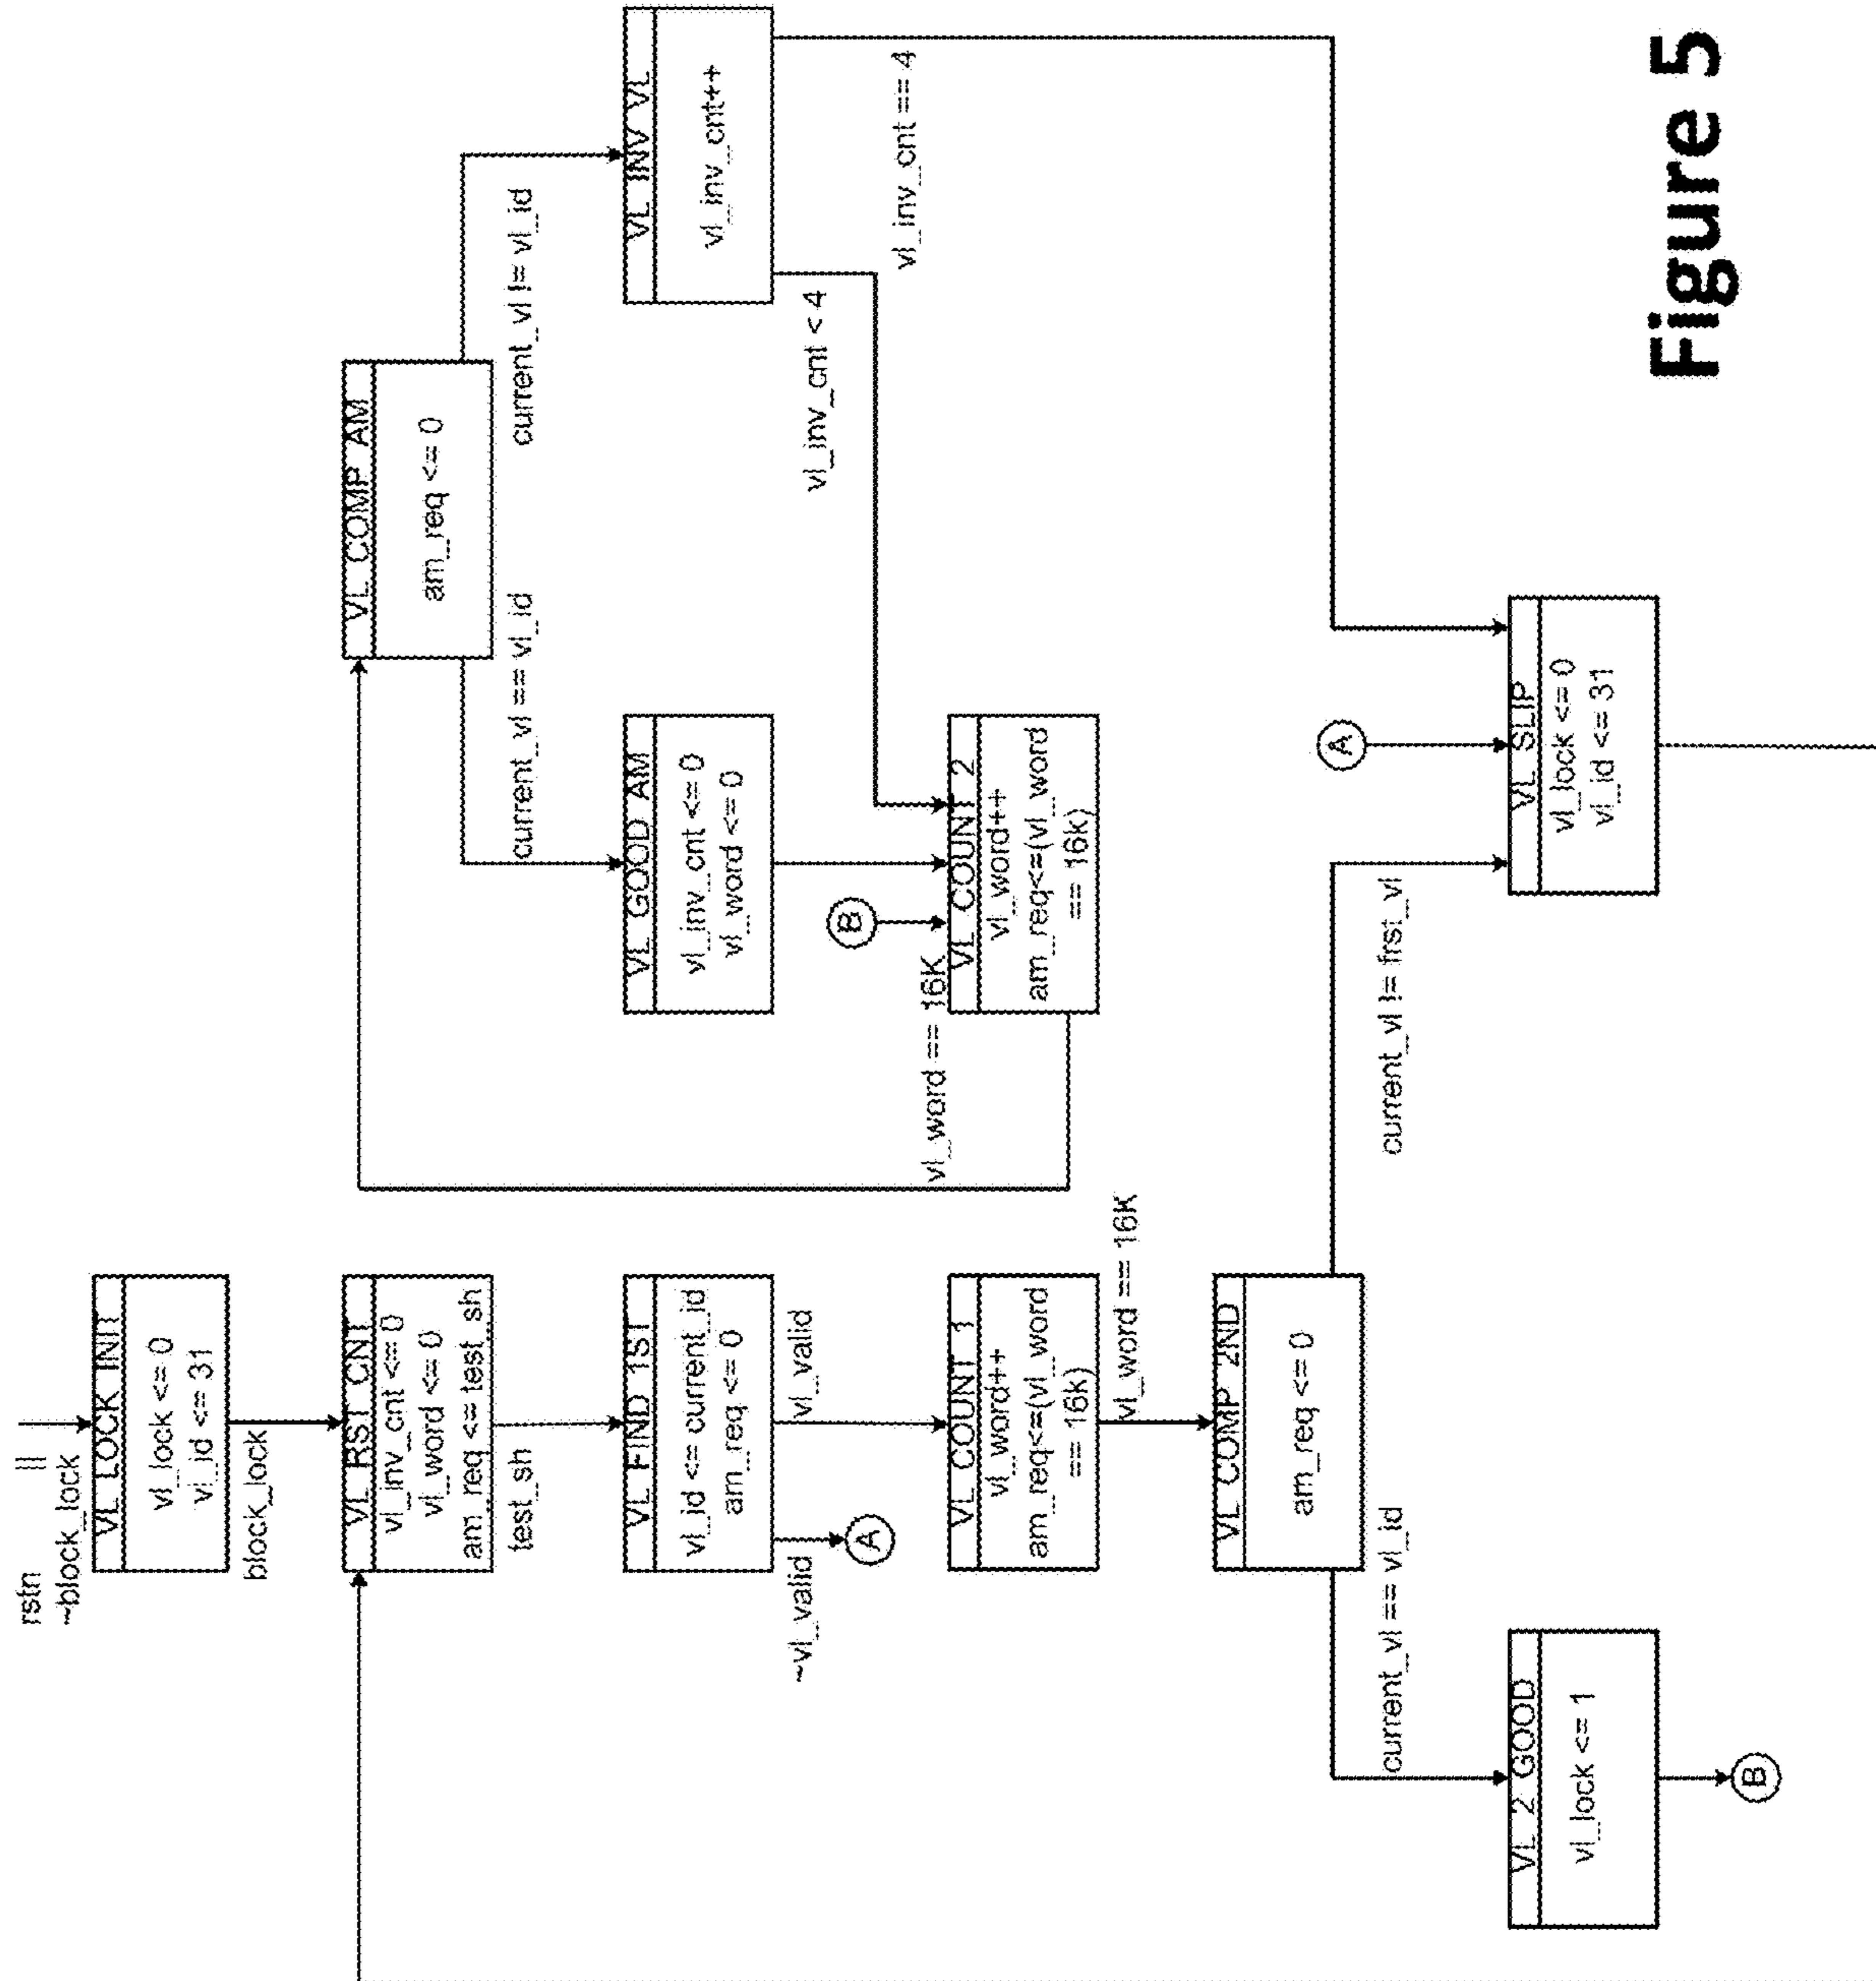 rstn
||
~block_lock
VL_LOCK_INIT
vl_lock <= 0
vl_id <= 31
block_lock
VL_RST_CNT
vl_inv_cnt <= 0
vl_word <= 0
am_req <= test_sh
test_sh
VL_FIND_1ST
vl_id <= current_id
am_req <= 0
~vl_valid
vl_valid
A
VL_COUNT_1
vl_word++
am_req<=(vl_word
== 16k)
vl_word == 16K
VL_COMP_2ND
am_req <= 0
current_vl == vl_id
current_vl != frst_vl
VL_2_GOOD
vl_lock <= 1
B
VL_COMP_AM
am_req <= 0
current_vl == vl_id
current_vl != vl_id
VL_GOOD_AM
vl_inv_cnt <= 0
vl_word <= 0
VL_INV_VL
vl_inv_cnt++
vl_inv_cnt < 4
vl_inv_cnt == 4
B
vl_word == 16K
VL_COUNT_2
vl_word++
am_req<=(vl_word
== 16k)
A
VL_SLIP
vl_lock <= 0
vl_id <= 31
Figure 5